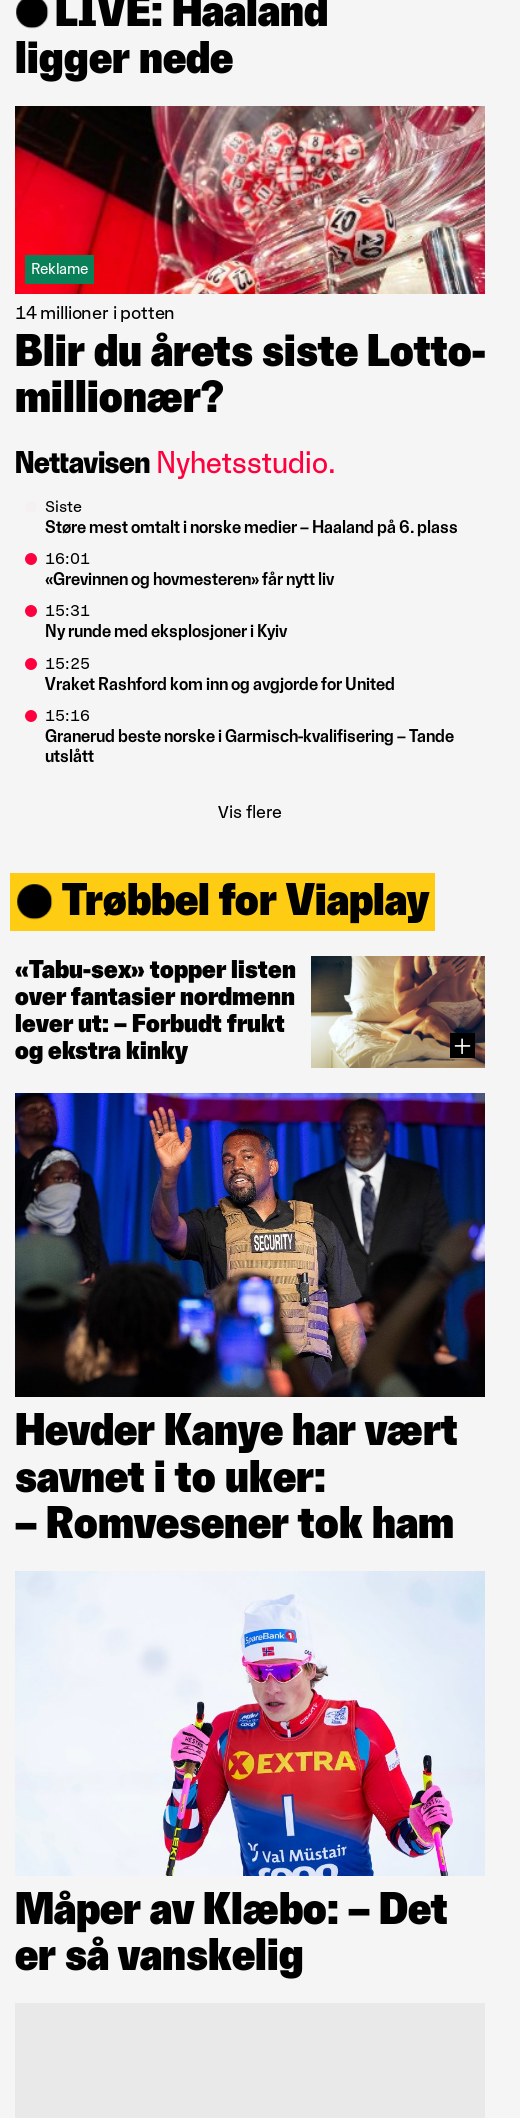 LIVE: Haaland
ligger nede
Reklame
14 millioner i potten
Blir du årets siste Lotto-
millionær?
Nettavisen Nyhetsstudio.
Siste
Støre mest omtalt i norske medier – Haaland på 6. plass
16:01
«Grevinnen og hovmesteren» får nytt liv
15:31
Ny runde med eksplosjoner i Kyiv
15:25
Vraket Rashford kom inn og avgjorde for United
15:16
Granerud beste norske i Garmisch-kvalifisering – Tande
utslått
Vis flere
Trøbbel for Viaplay
«Tabu-sex» topper listen
over fantasier nordmenn
lever ut: – Forbudt frukt
og ekstra kinky
SECURITY
Hevder Kanye har vært
savnet i to uker:
– Romvesener tok ham
SpareBank 1
EXTRA
1
Val Müstair
coop
Måper av Klæbo: – Det
er så vanskelig